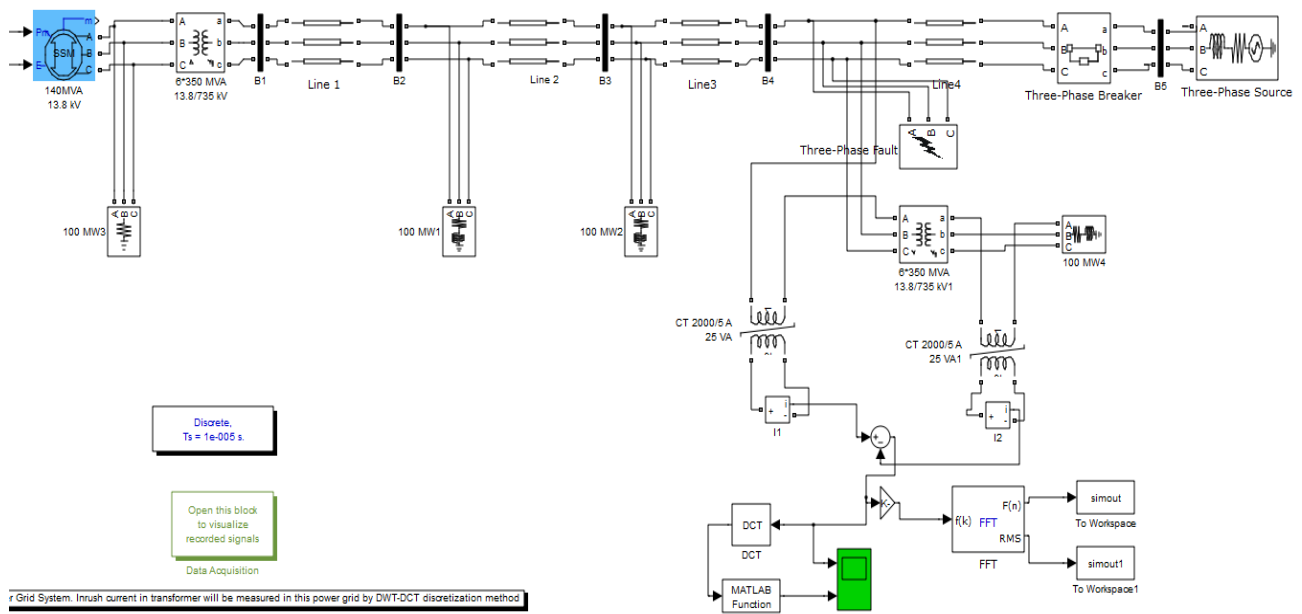 Pm
E
SSM
m
A
B
C
140MVA
13.8 kV
A
B
C
a
b
c
6*350 MVA
13.8/735 kV
B1
Line 1
B2
Line 2
B3
Line3
B4
Line4
A
B
C
a
b
c
Three-Phase Breaker
B5
A
B
C
Three-Phase Source
A
B
C
Three-Phase Fault
A
B
C
100 MW3
A
B
C
100 MW1
A
B
C
100 MW2
A
B
C
a
b
c
6*350 MVA
13.8/735 kV1
A
B
C
100 MW4
CT 2000/5 A
25 VA
CT 2000/5 A
25 VA1
+
i
-
I1
+
i
-
I2
Discrete,
Ts = 1e-005 s.
Open this block
to visualize
recorded signals
Data Acquisition
K-
f(k)
FFT
F(n)
RMS
FFT
simout
To Workspace
simout1
To Workspace1
DCT
DCT
MATLAB
Function
r Grid System. Inrush current in transformer will be measured in this power grid by DWT-DCT discretization method